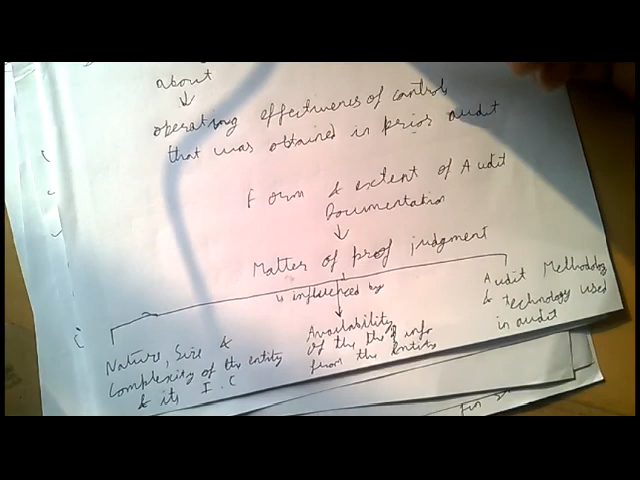 about
↓
operating effectiveness of controls
that was obtained in prior audit
Form & extent of Audit
Documentation
↓
Matter of prof judgment
is influenced by
Nature, Size &
Complexity of the entity
& its I.C
Availability
of the info
from the Entity
Audit Methodology
& technology used
in audit